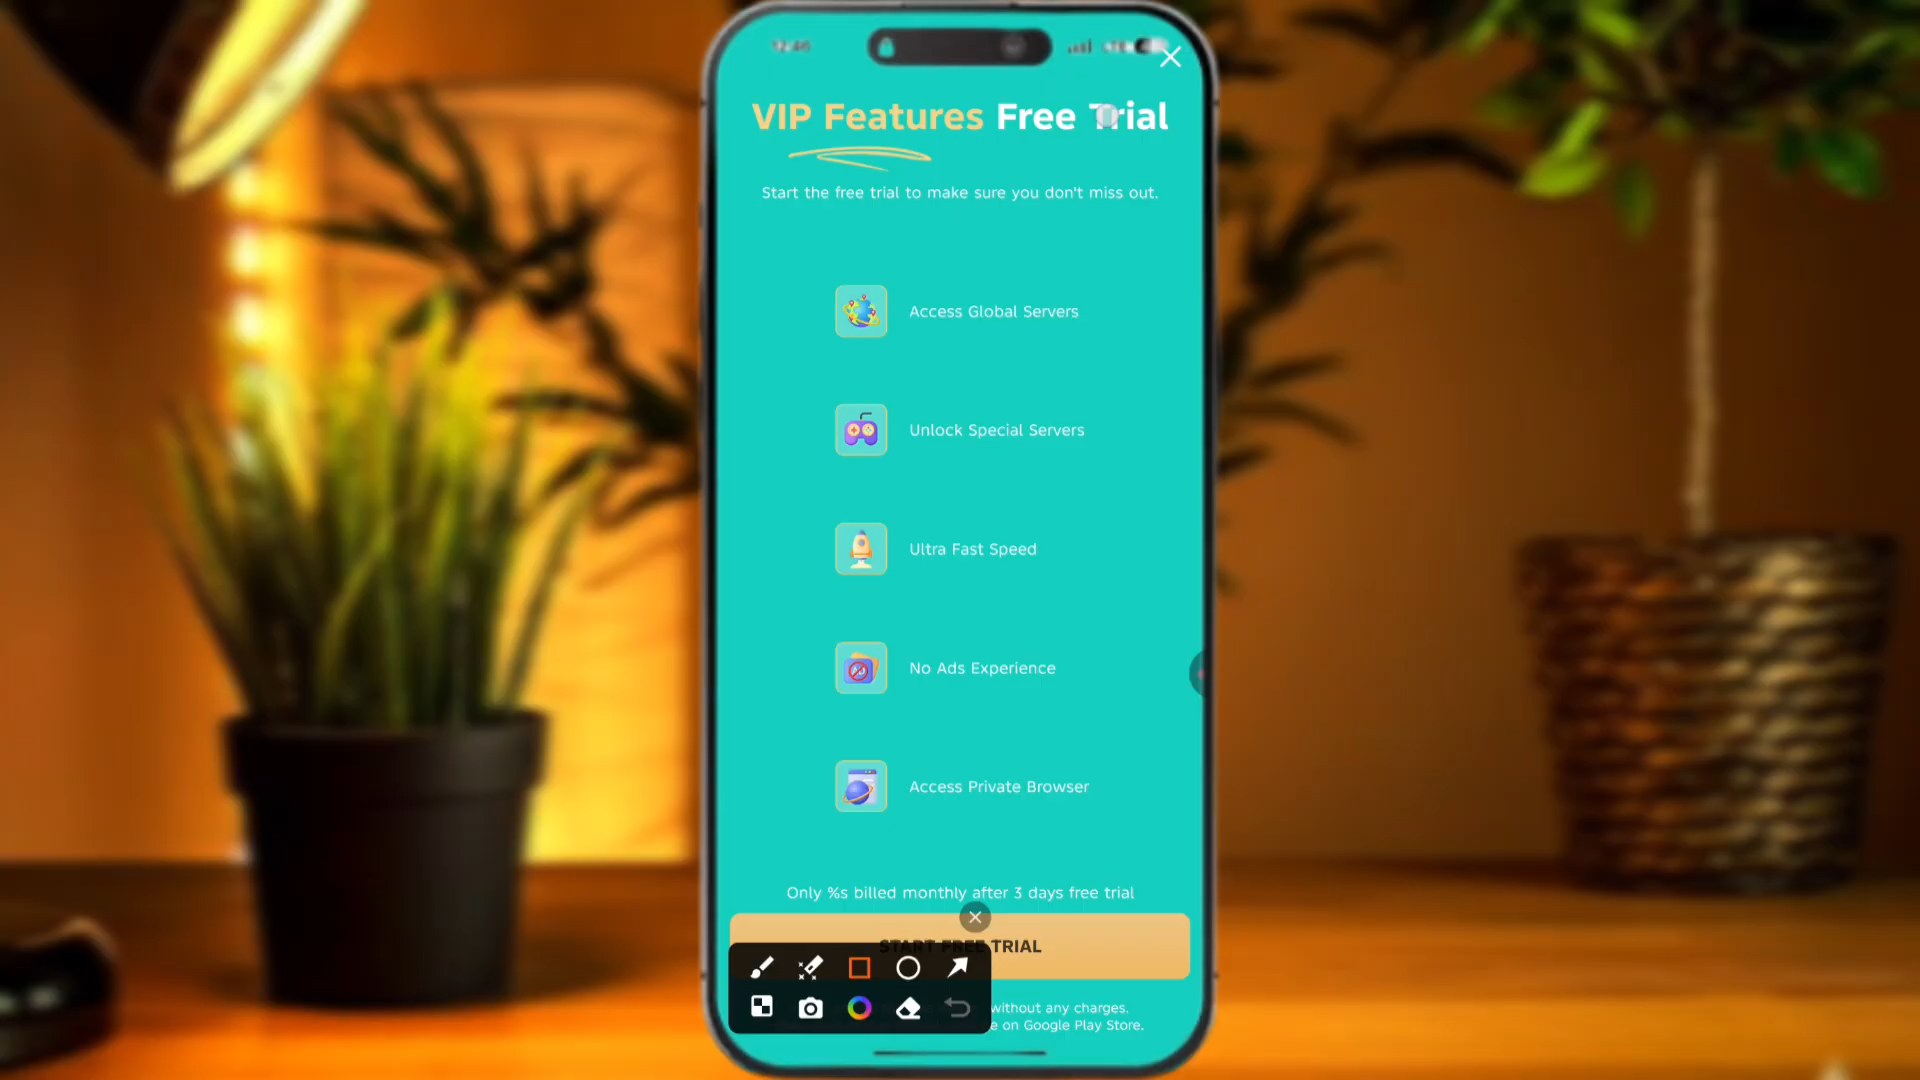 VIP Features Free Trial
Start the free trial to make sure you don't miss out.
Access Global Servers
Unlock Special Servers
Ultra Fast Speed
No Ads Experience
Access Private Browser
Only %s billed monthly after 3 days free trial
START FREE TRIAL
without any charges.
on Google Play Store.